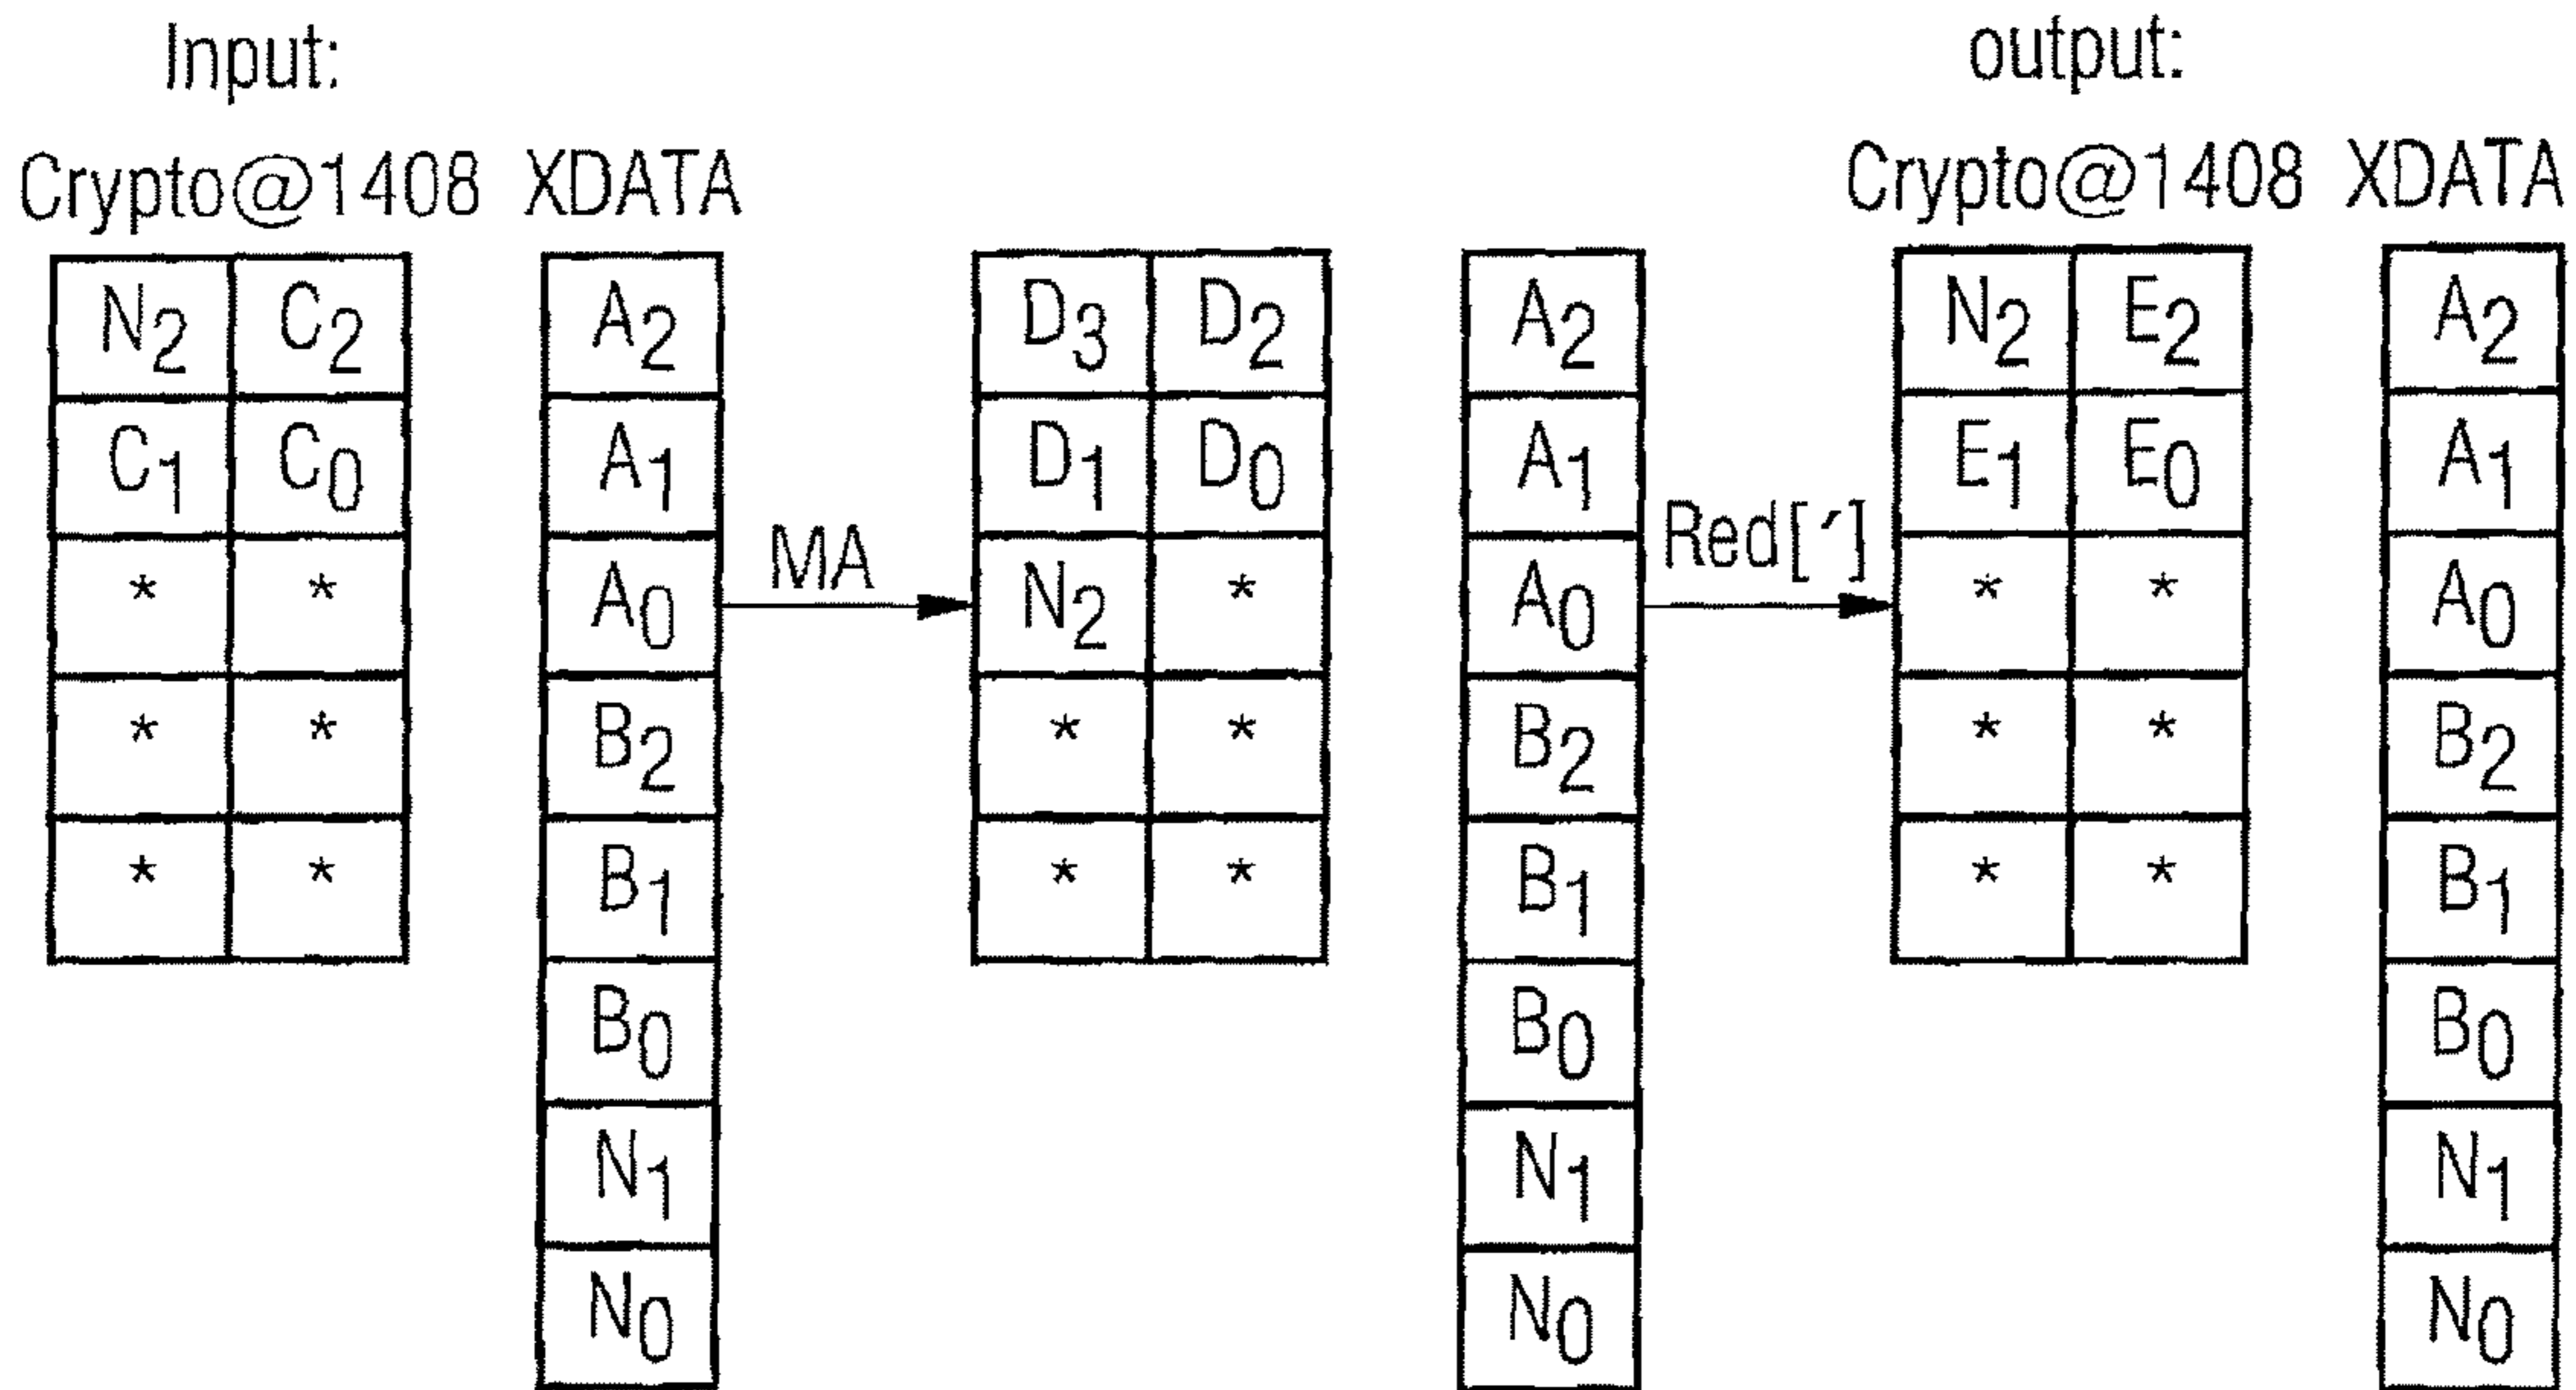 Input: output:
Crypto@1408 XDATA Crypto@1408 XDATA
N2 C2 A2 D3 D2 A2 N2 E2 A2
C1 C0 A1 D1 D0 A1 E1 E0 A1
* * A0 MA N2 * A0 Red[′] * * A0
* * B2 * * B2 * * B2
* * B1 * * B1 * * B1
B0 B0 B0
N1 N1 N1
N0 N0 N0